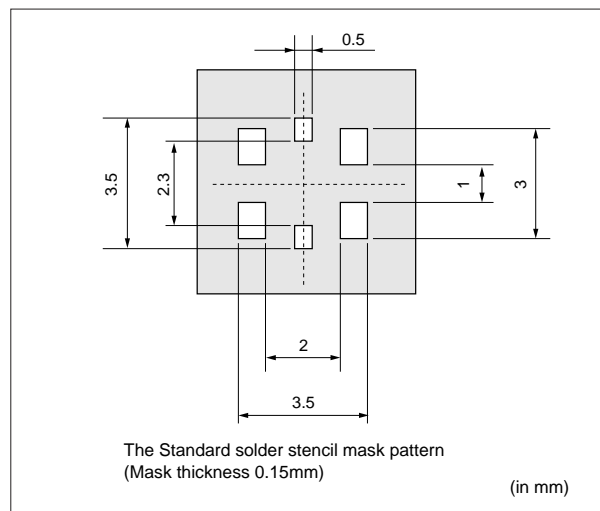 0.5
3.5
2.3
1
3
2
3.5
The Standard solder stencil mask pattern
(Mask thickness 0.15mm)
(in mm)